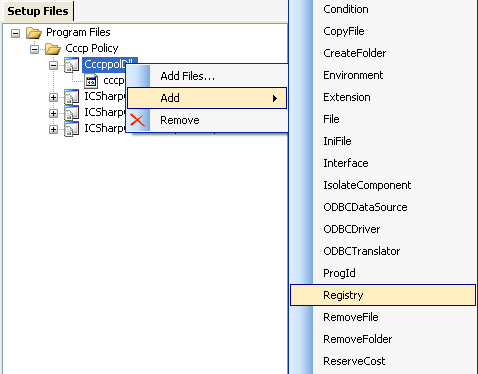 Setup Files
Program Files
Cccp Policy
CccppolDll
cccp
ICSharp
ICSharp
ICSharp
Add Files...
Add
Remove
Condition
CopyFile
CreateFolder
Environment
Extension
File
IniFile
Interface
IsolateComponent
ODBCDataSource
ODBCDriver
ODBCTranslator
ProgId
Registry
RemoveFile
RemoveFolder
ReserveCost